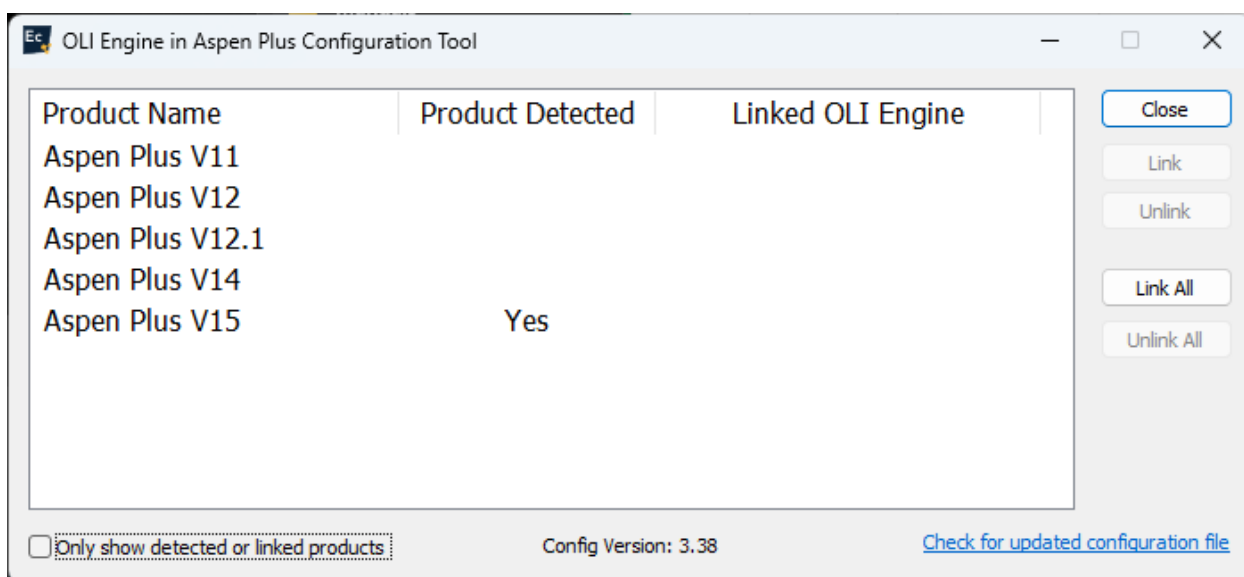 Ec
OLI Engine in Aspen Plus Configuration Tool
Product Name Product Detected Linked OLI Engine
Close
Aspen Plus V11
Link
Aspen Plus V12
Unlink
Aspen Plus V12.1
Aspen Plus V14
Link All
Aspen Plus V15 Yes
Unlink All
Only show detected or linked products Config Version: 3.38 Check for updated configuration file